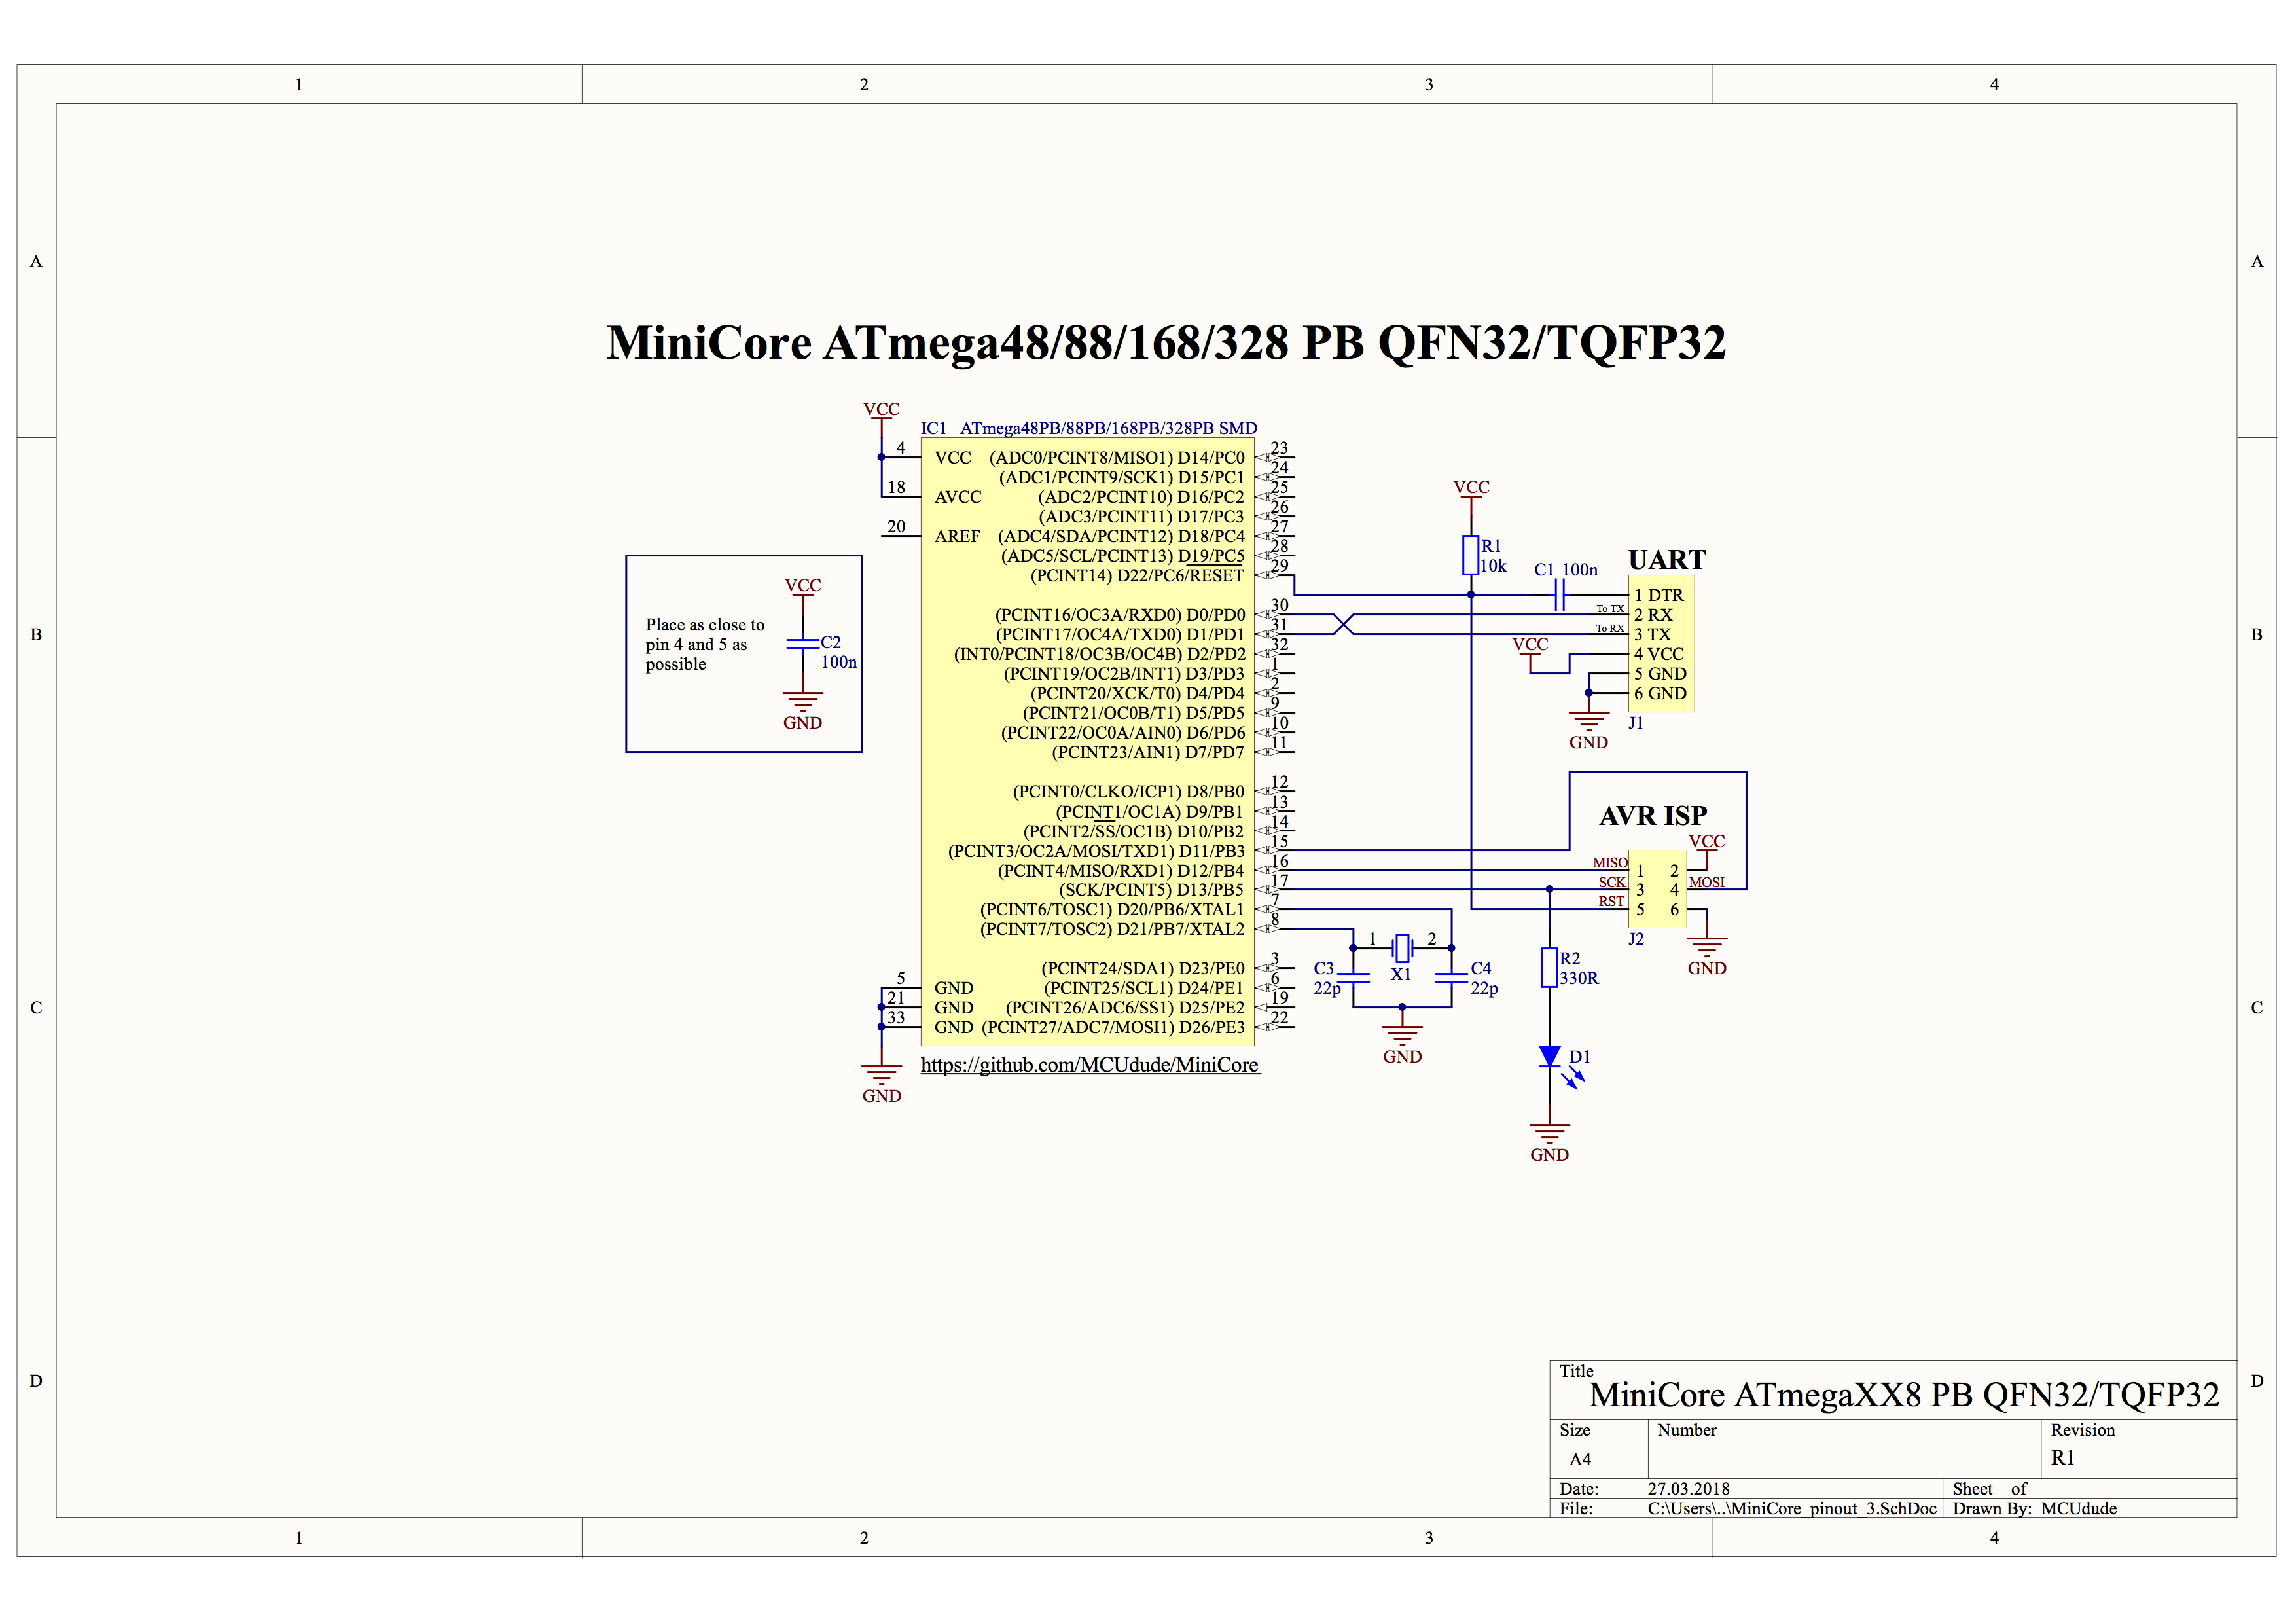 1 2 3 4
A A
MiniCore ATmega48/88/168/328 PB QFN32/TQFP32
VCC
IC1 ATmega48PB/88PB/168PB/328PB SMD
4 VCC (ADC0/PCINT8/MISO1) D14/PC0 23
(ADC1/PCINT9/SCK1) D15/PC1 24
18 AVCC (ADC2/PCINT10) D16/PC2 25
(ADC3/PCINT11) D17/PC3 26
20 AREF (ADC4/SDA/PCINT12) D18/PC4 27
(ADC5/SCL/PCINT13) D19/PC5 28
(PCINT14) D22/PC6/RESET 29
(PCINT16/OC3A/RXD0) D0/PD0 30
(PCINT17/OC4A/TXD0) D1/PD1 31
(INT0/PCINT18/OC3B/OC4B) D2/PD2 32
(PCINT19/OC2B/INT1) D3/PD3 1
(PCINT20/XCK/T0) D4/PD4 2
(PCINT21/OC0B/T1) D5/PD5 9
(PCINT22/OC0A/AIN0) D6/PD6 10
(PCINT23/AIN1) D7/PD7 11
(PCINT0/CLKO/ICP1) D8/PB0 12
(PCINT1/OC1A) D9/PB1 13
(PCINT2/SS/OC1B) D10/PB2 14
(PCINT3/OC2A/MOSI/TXD1) D11/PB3 15
(PCINT4/MISO/RXD1) D12/PB4 16
(SCK/PCINT5) D13/PB5 17
(PCINT6/TOSC1) D20/PB6/XTAL1 7
(PCINT7/TOSC2) D21/PB7/XTAL2 8
(PCINT24/SDA1) D23/PE0 3
5 GND (PCINT25/SCL1) D24/PE1 6
21 GND (PCINT26/ADC6/SS1) D25/PE2 19
33 GND (PCINT27/ADC7/MOSI1) D26/PE3 22
GND
https://github.com/MCUdude/MiniCore
B B
VCC
Place as close to
pin 4 and 5 as
possible
C2
100n
GND
VCC
R1
10k
C1 100n
UART
1 DTR
To TX 2 RX
To RX 3 TX
VCC
4 VCC
5 GND
6 GND
J1
GND
AVR ISP
VCC
MISO 1 2
SCK 3 4 MOSI
RST 5 6
J2
GND
1 2
X1
C3
22p
C4
22p
GND
R2
330R
D1
GND
C C
D D
Title
MiniCore ATmegaXX8 PB QFN32/TQFP32
Size Number Revision
A4 R1
Date: 27.03.2018 Sheet of
File: C:\Users\..\MiniCore_pinout_3.SchDoc Drawn By: MCUdude
1 2 3 4